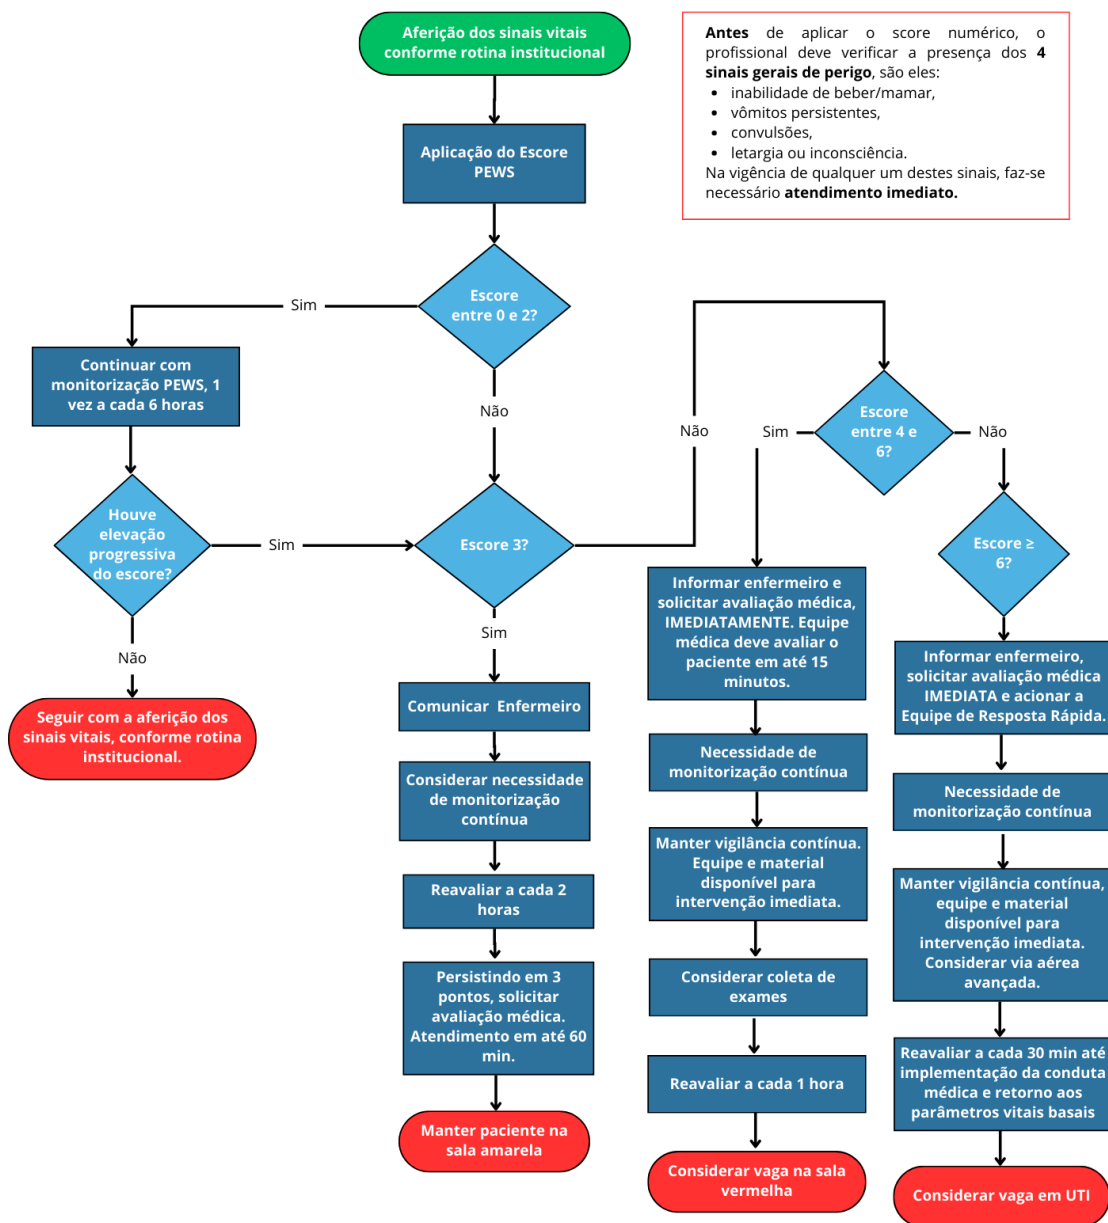 Aferição dos sinais vitais
conforme rotina institucional
Antes de aplicar o score numérico, o
profissional deve verificar a presença dos 4
sinais gerais de perigo, são eles:
• inabilidade de beber/mamar,
• vômitos persistentes,
• convulsões,
• letargia ou inconsciência.
Na vigência de qualquer um destes sinais, faz-se
necessário atendimento imediato.
Aplicação do Escore
PEWS
Escore
entre 0 e 2?
Sim
Não
Continuar com
monitorização PEWS, 1
vez a cada 6 horas
Houve
elevação
progressiva
do escore?
Sim
Não
Seguir com a aferição dos
sinais vitais, conforme rotina
institucional.
Escore 3?
Não
Sim
Comunicar Enfermeiro
Considerar necessidade
de monitorização
contínua
Reavaliar a cada 2
horas
Persistindo em 3
pontos, solicitar
avaliação médica.
Atendimento em até 60
min.
Manter paciente na
sala amarela
Escore
entre 4 e
6?
Sim
Não
Informar enfermeiro e
solicitar avaliação médica,
IMEDIATAMENTE. Equipe
médica deve avaliar o
paciente em até 15
minutos.
Necessidade de
monitorização contínua
Manter vigilância contínua.
Equipe e material
disponível para
intervenção imediata.
Considerar coleta de
exames
Reavaliar a cada 1 hora
Considerar vaga na sala
vermelha
Escore ≥
6?
Informar enfermeiro,
solicitar avaliação médica
IMEDIATA e acionar a
Equipe de Resposta Rápida.
Necessidade de
monitorização contínua
Manter vigilância contínua,
equipe e material
disponível para
intervenção imediata.
Considerar via aérea
avançada.
Reavaliar a cada 30 min até
implementação da conduta
médica e retorno aos
parâmetros vitais basais
Considerar vaga em UTI